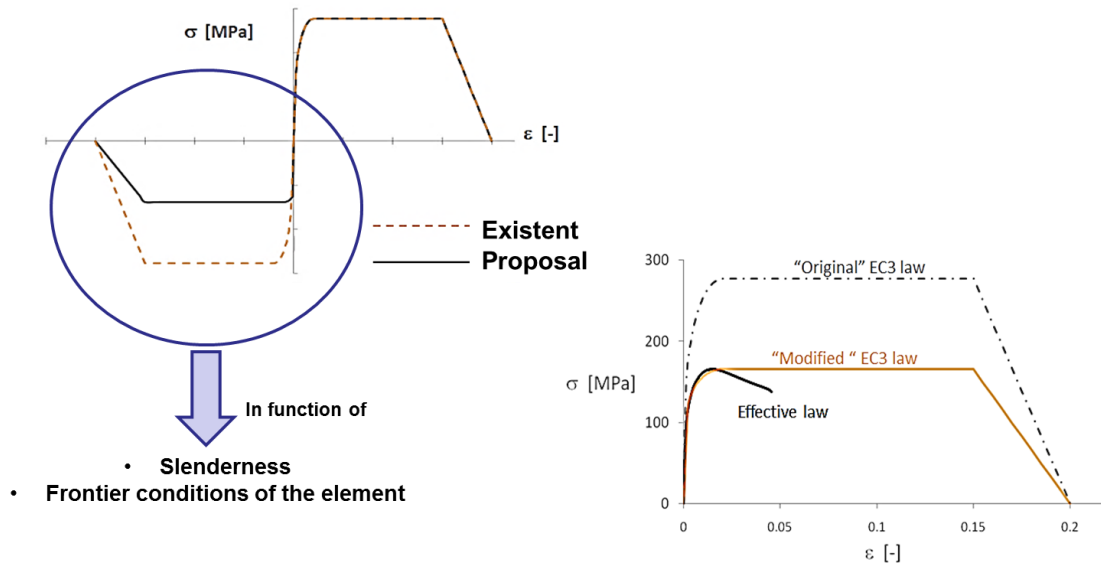 σ [MPa]
ε [-]
Existent
Proposal
In function of
• Slenderness
• Frontier conditions of the element
300
"Original" EC3 law
200
"Modified " EC3 law
σ [MPa]
Effective law
100
0
0 0.05 0.1 0.15 0.2
ε [-]